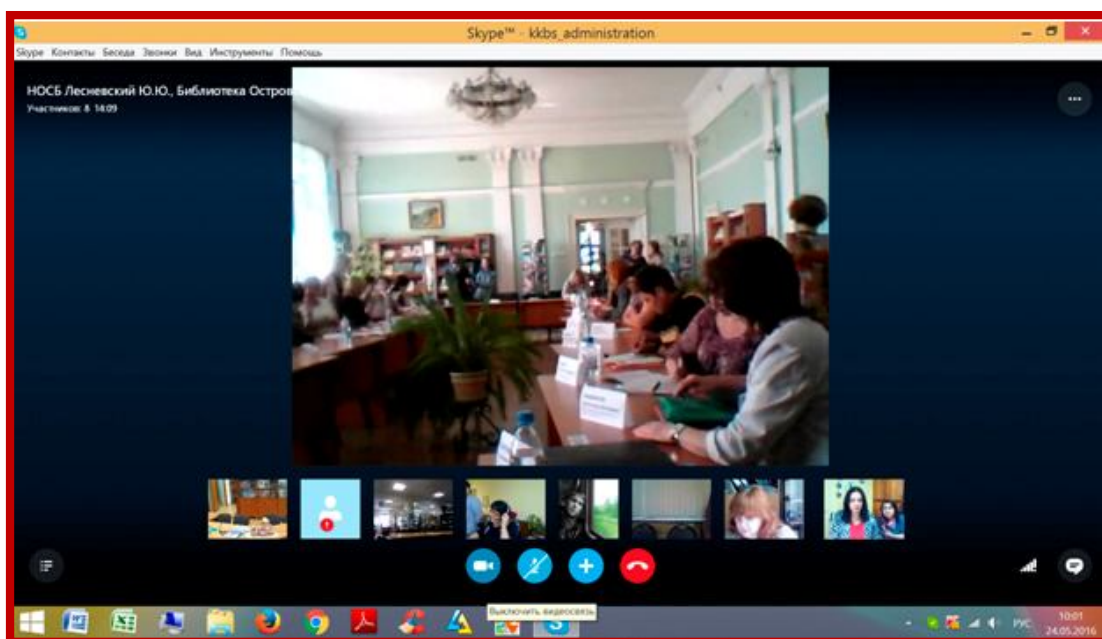 Skype™ - kkbs_administration
Skype Контакты Беседа Звонки Вид Инструменты Помощь
НОСБ Лесневский Ю.Ю., Библиотека Остров
Участников: 8 14:09
Выключить видеосвязь
S
РУС
10:01
24.05.2016